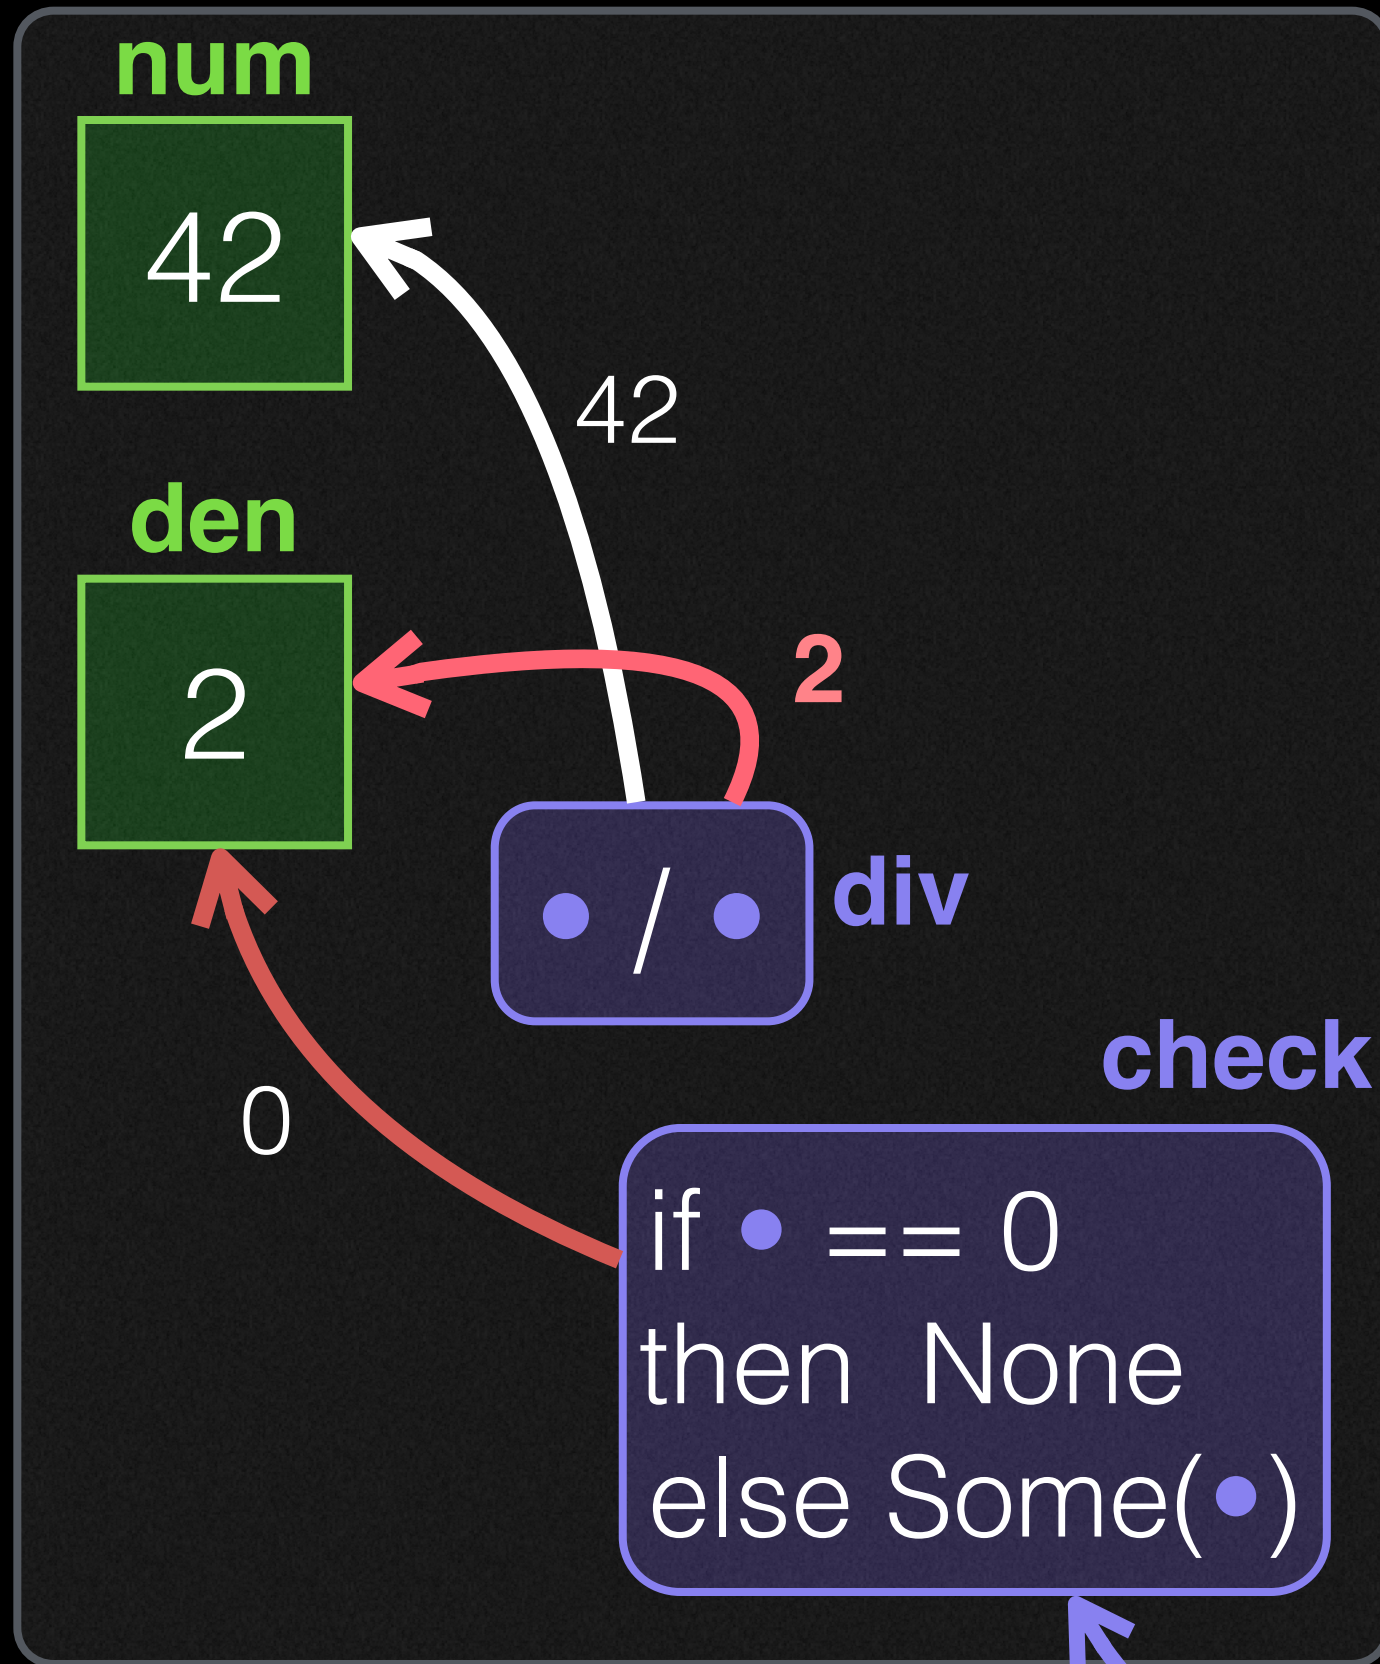 num
42
42
den
2
2
• / •
div
check
0
if • == 0
then None
else Some(•)